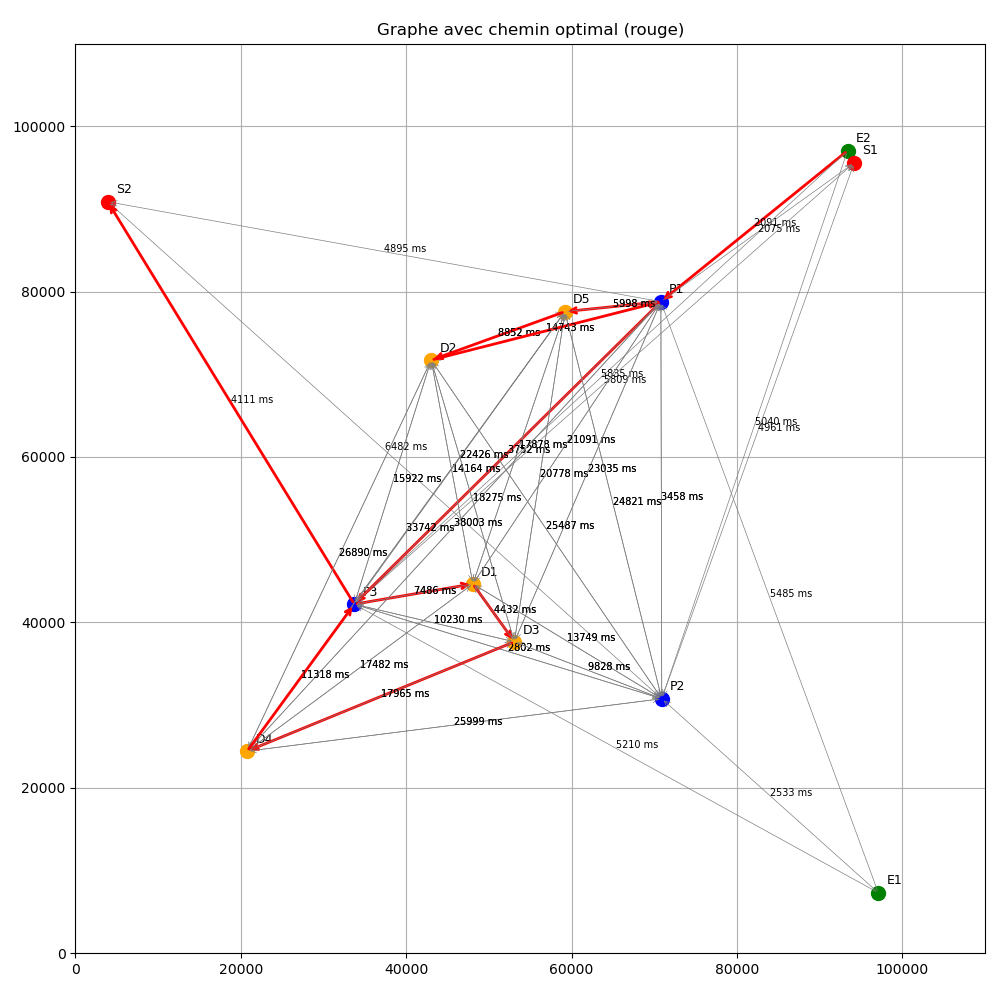 Graphe avec chemin optimal (rouge)
E2
S1
S2
P1
D5
D2
P3
D1
D3
P2
D4
E1
2091 ms
2075 ms
4895 ms
5998 ms
14743 ms
8852 ms
5835 ms
5809 ms
4111 ms
5040 ms
4961 ms
6482 ms
21091 ms
17873 ms
3752 ms
22426 ms
14164 ms
23035 ms
20778 ms
15922 ms
18275 ms
3458 ms
24821 ms
38003 ms
33742 ms
25487 ms
26890 ms
7486 ms
5485 ms
4432 ms
10230 ms
13749 ms
2802 ms
17482 ms
9828 ms
11318 ms
17965 ms
25999 ms
5210 ms
2533 ms
100000
80000
60000
40000
20000
0
0
20000
40000
60000
80000
100000